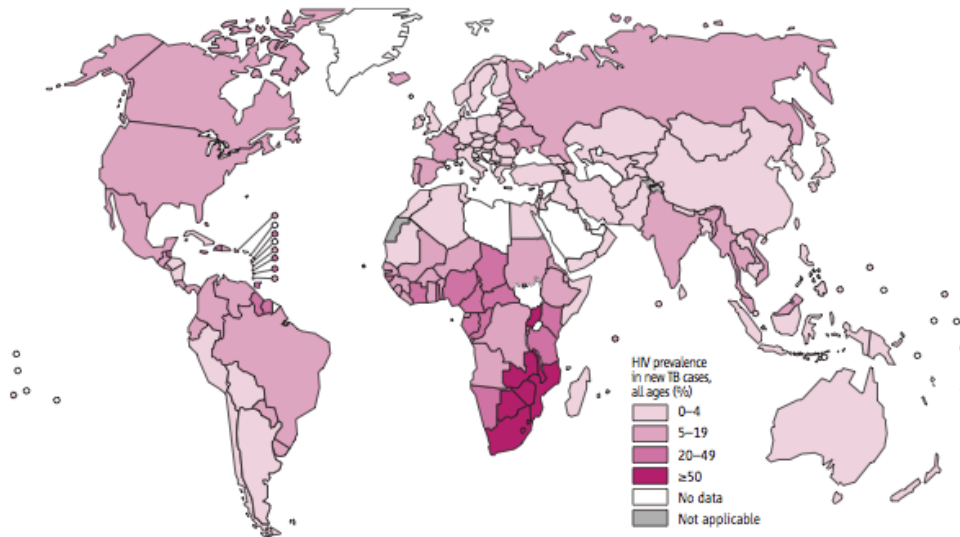 HIV prevalence
in new TB cases,
all ages (%)
0–4
5–19
20–49
≥50
No data
Not applicable